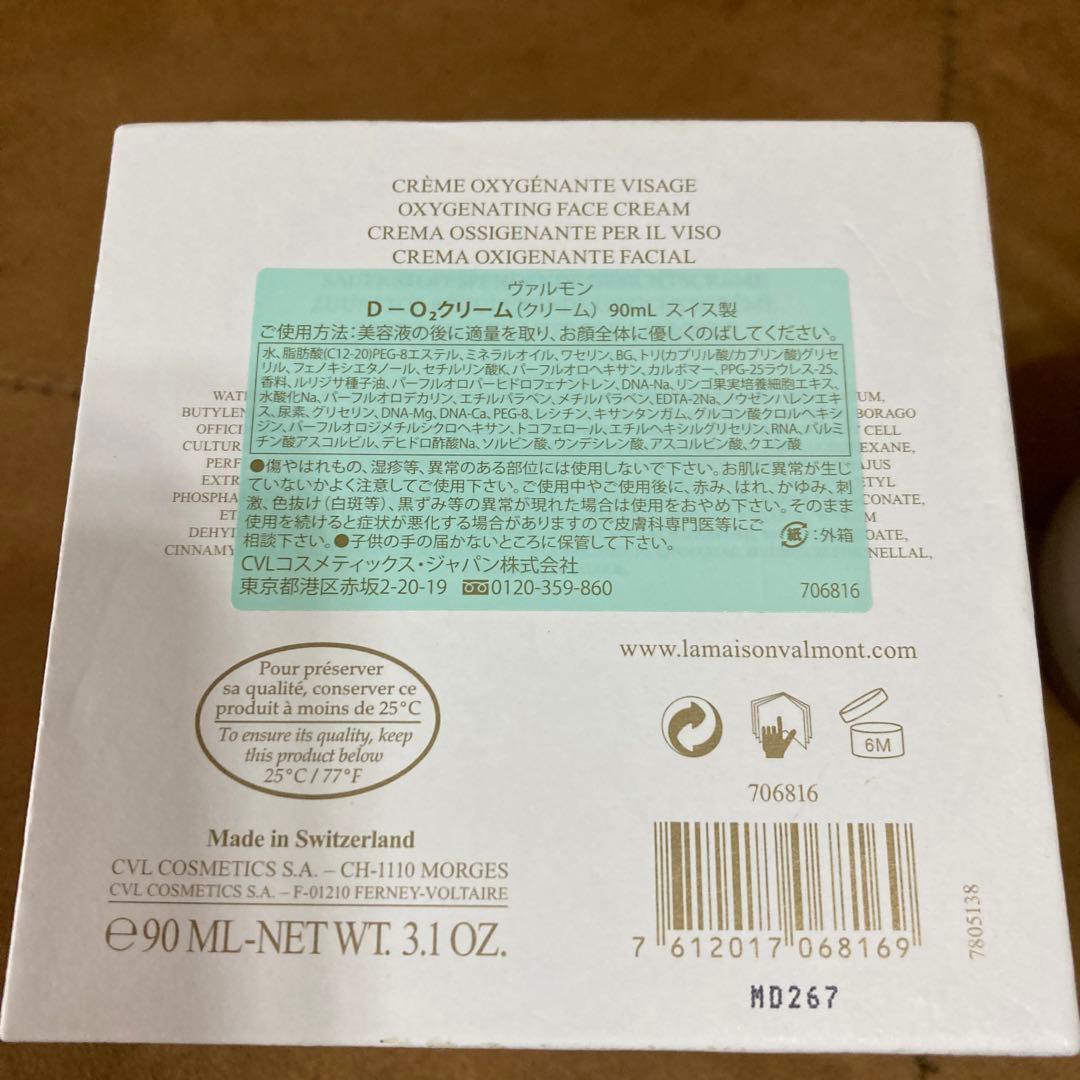 CRÈME OXYGÉNANTE VISAGE
OXYGENATING FACE CREAM
CREMA OSSIGENANTE PER IL VISO
CREMA OXIGENANTE FACIAL
ヴァルモン
D－O₂クリーム(クリーム) 90mL スイス製
ご使用方法:美容液の後に適量を取り、お顔全体に優しくのばしてください。
水、脂肪酸(C12-20)PEG-8エステル、ミネラルオイル、ワセリン、BG、トリ(カプリル酸/カプリン酸)グリセ
リル、フェノキシエタノール、セチルリン酸K、パーフルオロヘキサン、カルボマー、PPG-25ラウレス-25、
香料、ルリジサ種子油、パーフルオロパーヒドロフェナントレン、DNA-Na、リンゴ果実培養細胞エキス、
水酸化Na、パーフルオロデカリン、エチルパラベン、メチルパラベン、EDTA-2Na、ノウゼンハレンエキ
ス、尿素、グリセリン、DNA-Mg、DNA-Ca、PEG-8、レシチン、キサンタンガム、グルコン酸クロルヘキシ
ジン、パーフルオロジメチルシクロヘキサン、トコフェロール、エチルヘキシルグリセリン、RNA、パルミ
チン酸アスコルビル、デヒドロ酢酸Na、ソルビン酸、ウンデシレン酸、アスコルビン酸、クエン酸
●傷やはれもの、湿疹等、異常のある部位には使用しないで下さい。お肌に異常が生じ
ていないかよく注意してご使用下さい。ご使用中やご使用後に、赤み、はれ、かゆみ、刺
激、色抜け(白斑等)、黒ずみ等の異常が現れた場合は使用をおやめ下さい。そのまま
使用を続けると症状が悪化する場合がありますので皮膚科専門医等にご
相談下さい。●子供の手の届かないところに保管して下さい。
紙:外箱
CVLコスメティックス・ジャパン株式会社
東京都港区赤坂2-20-19 0120-359-860 706816
BUTYLEN
BORAGO
OFFICI
CELL
CULTUR
EXANE,
PERF
AJUS
EXTR
ETYL
PHOSPHA
CONATE,
ET
DEHYD
OATE,
CINNAMY
NELLAL,
www.lamaisonvalmont.com
Pour préserver
sa qualité, conserver ce
produit à moins de 25°C
To ensure its quality, keep
this product below
25°C / 77°F
6M
706816
Made in Switzerland
CVL COSMETICS S.A. – CH-1110 MORGES
CVL COSMETICS S.A. – F-01210 FERNEY-VOLTAIRE
℮90 ML-NET WT. 3.1 OZ.
7 612017 068169
7805138
MD267